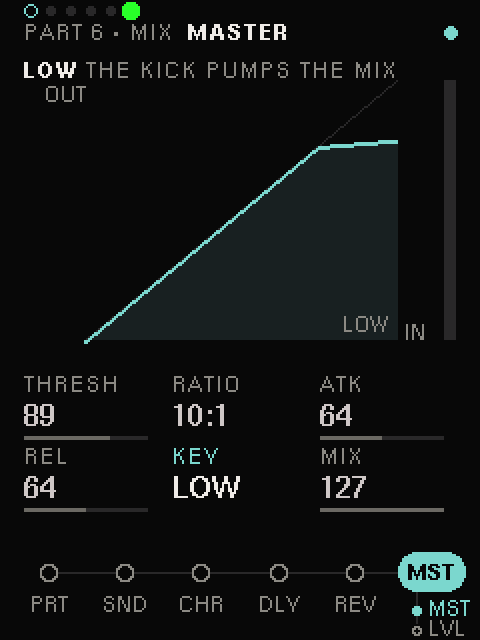 PART 6 · MIX MASTER
LOW THE KICK PUMPS THE MIX
OUT
LOW
IN
THRESH RATIO ATK
89 10:1 64
REL KEY MIX
64 LOW 127
MST
PRT SND CHR DLY REV
MST
LVL